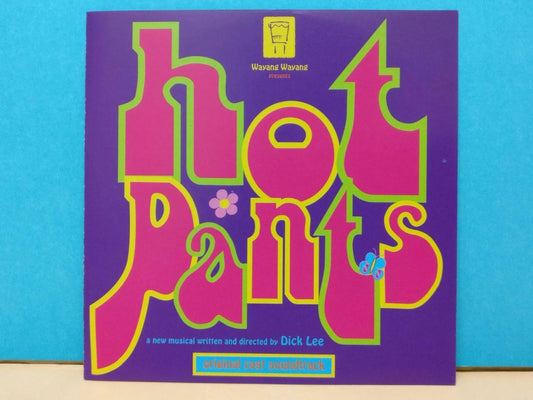 Wayang Wayang
presents
hot
pants
a new musical written and directed by Dick Lee
original cast soundtrack